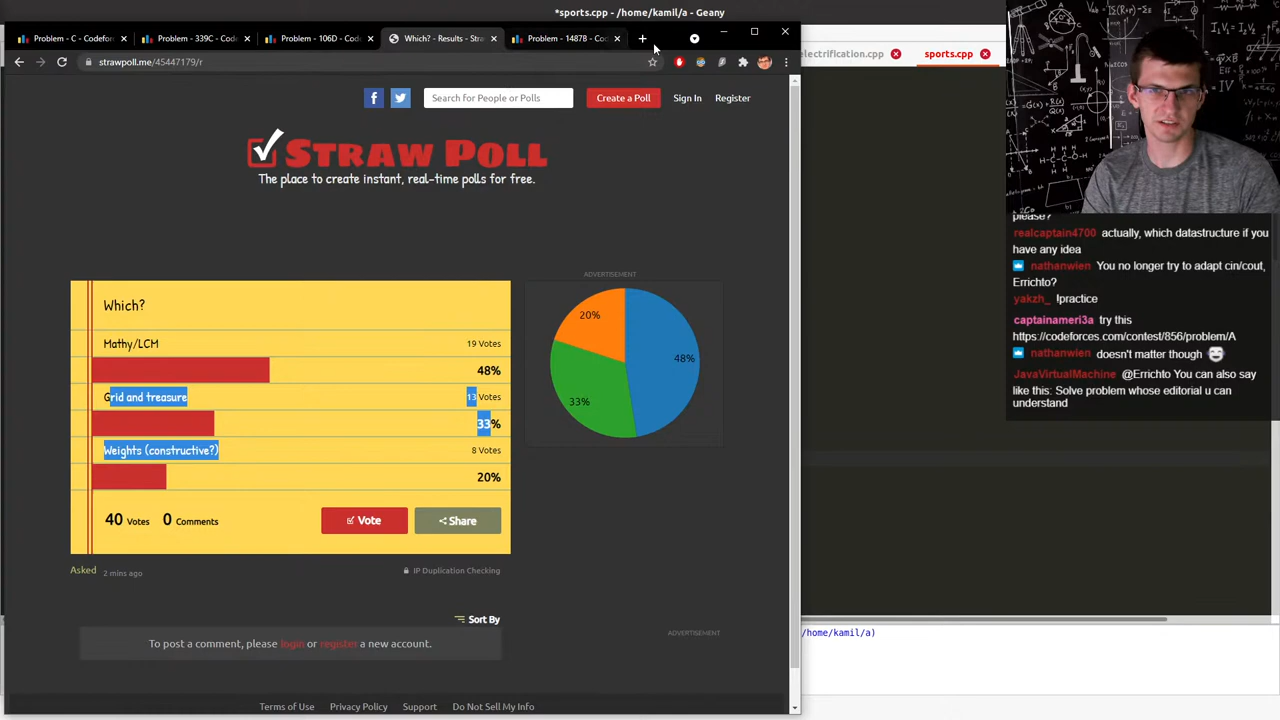 *sports.cpp - /home/kamil/a - Geany
Problem - C - Codefor
Problem - 339C - Cod
Problem - 106D - Cod
Which? - Results - Stra
Problem - 1487B - Cod
electrification.cpp
sports.cpp
strawpoll.me/45447179/r
Search for People or Polls
Create a Poll
Sign In
Register
STRAW POLL
The place to create instant, real-time polls for free.
please?
realcaptain4700 actually, which datastructure if you
have any idea
nathanwien You no longer try to adapt cin/cout,
Errichto?
yakzh_ !practice
captainameri3a try this
https://codeforces.com/contest/856/problem/A
nathanwien doesn't matter though
JavaVirtualMachine @Errichto You can also say
like this: Solve problem whose editorial u can
understand
ADVERTISEMENT
Which?
Mathy/LCM
19 Votes
48%
Grid and treasure
13 Votes
33%
Weights (constructive?)
8 Votes
20%
20%
48%
33%
40 Votes
0 Comments
Vote
Share
Asked
2 mins ago
IP Duplication Checking
Sort By
To post a comment, please login or register a new account.
ADVERTISEMENT
/home/kamil/a)
Terms of Use
Privacy Policy
Support
Do Not Sell My Info